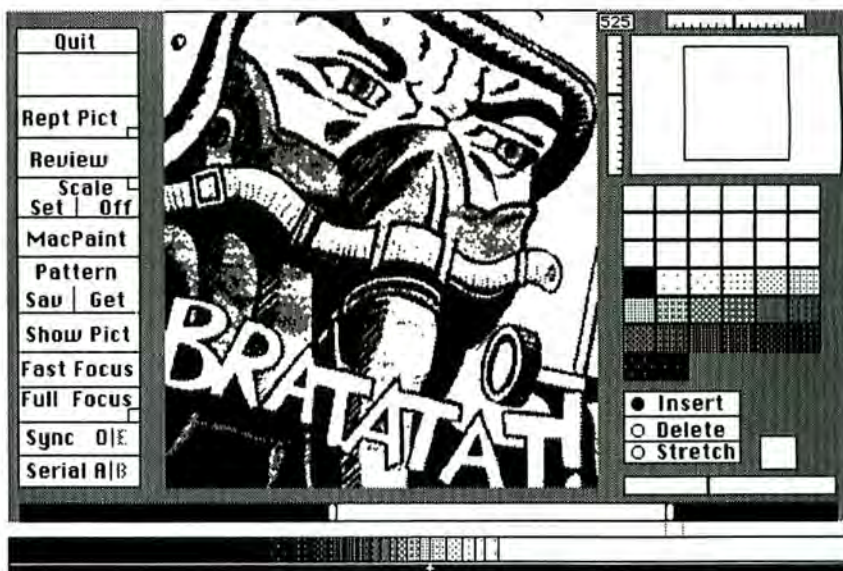 Quit
Rept Pict
Review
Scale
Set | Off
MacPaint
Pattern
Sav | Get
Show Pict
Fast Focus
Full Focus
Sync O|E
Serial A|B
BRATATATAT!
525
Insert
Delete
Stretch